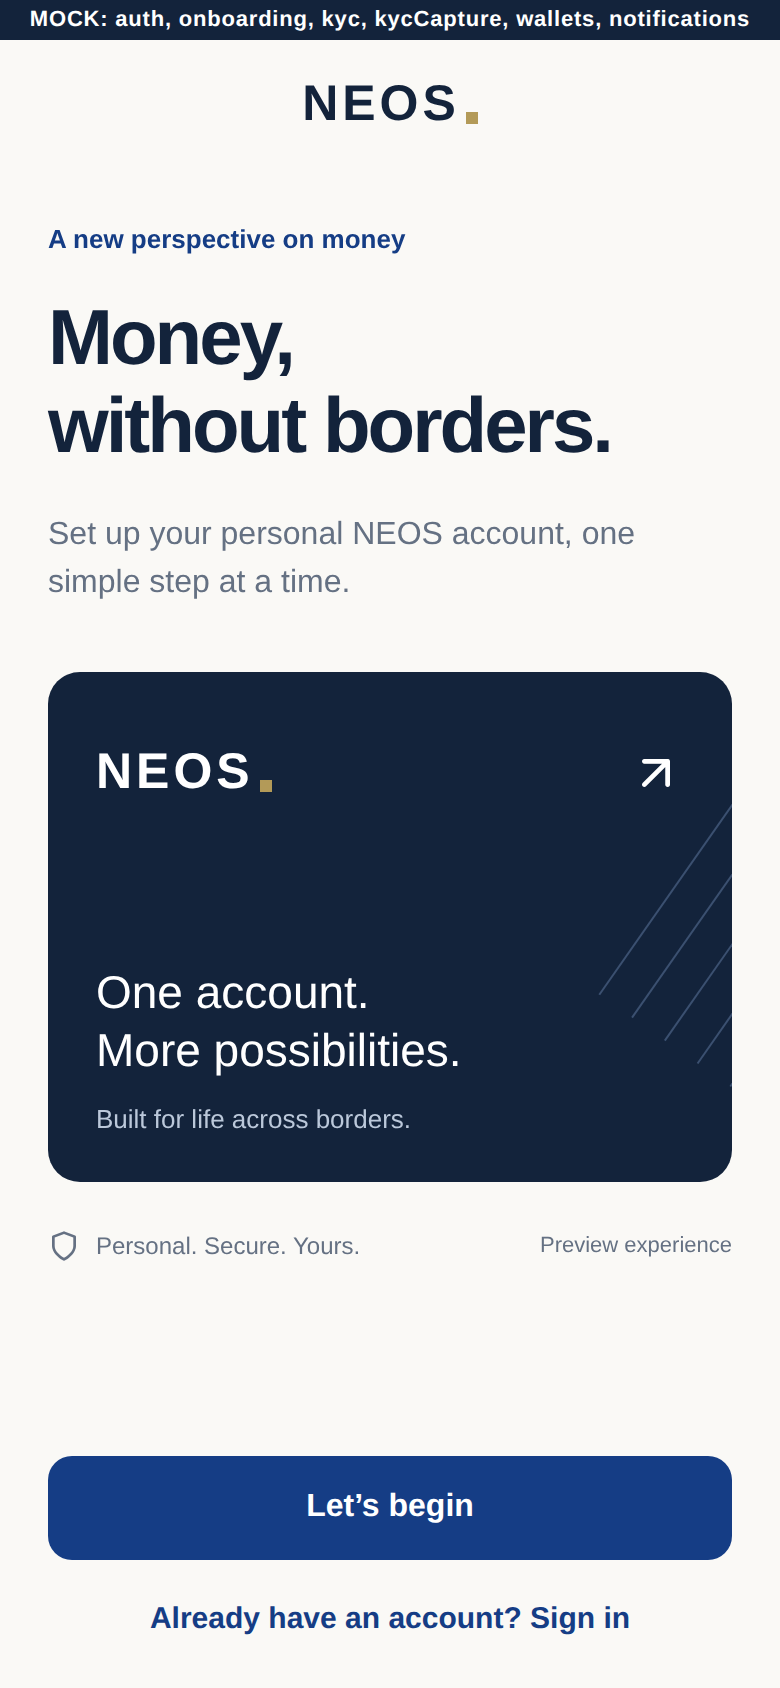 MOCK: auth, onboarding, kyc, kycCapture, wallets, notifications
NEOS.
A new perspective on money
Money,
without borders.
Set up your personal NEOS account, one
simple step at a time.
NEOS.
One account.
More possibilities.
Built for life across borders.
Personal. Secure. Yours.
Preview experience
Let’s begin
Already have an account? Sign in